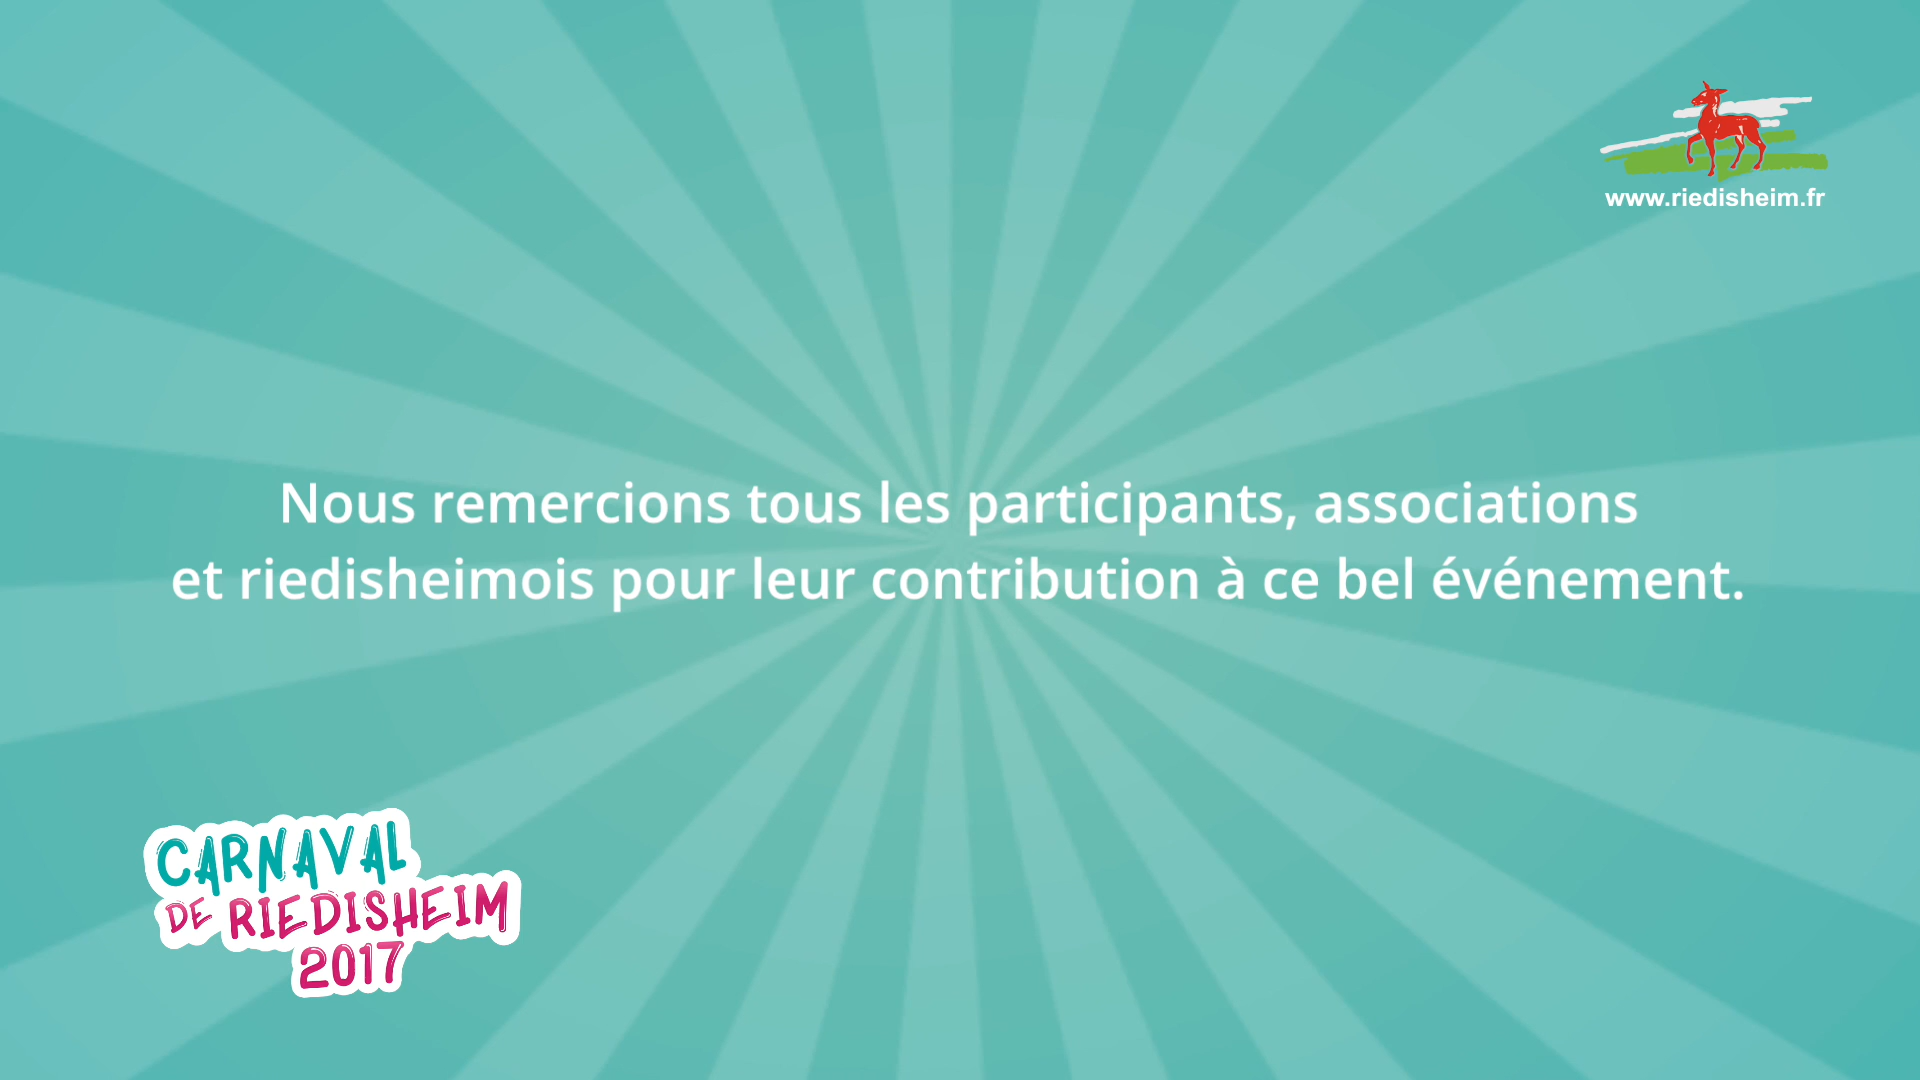 www.riedisheim.fr
Nous remercions tous les participants, associations
et riedisheimois pour leur contribution à ce bel événement.
CARNAVAL
DE RIEDISHEIM
2017